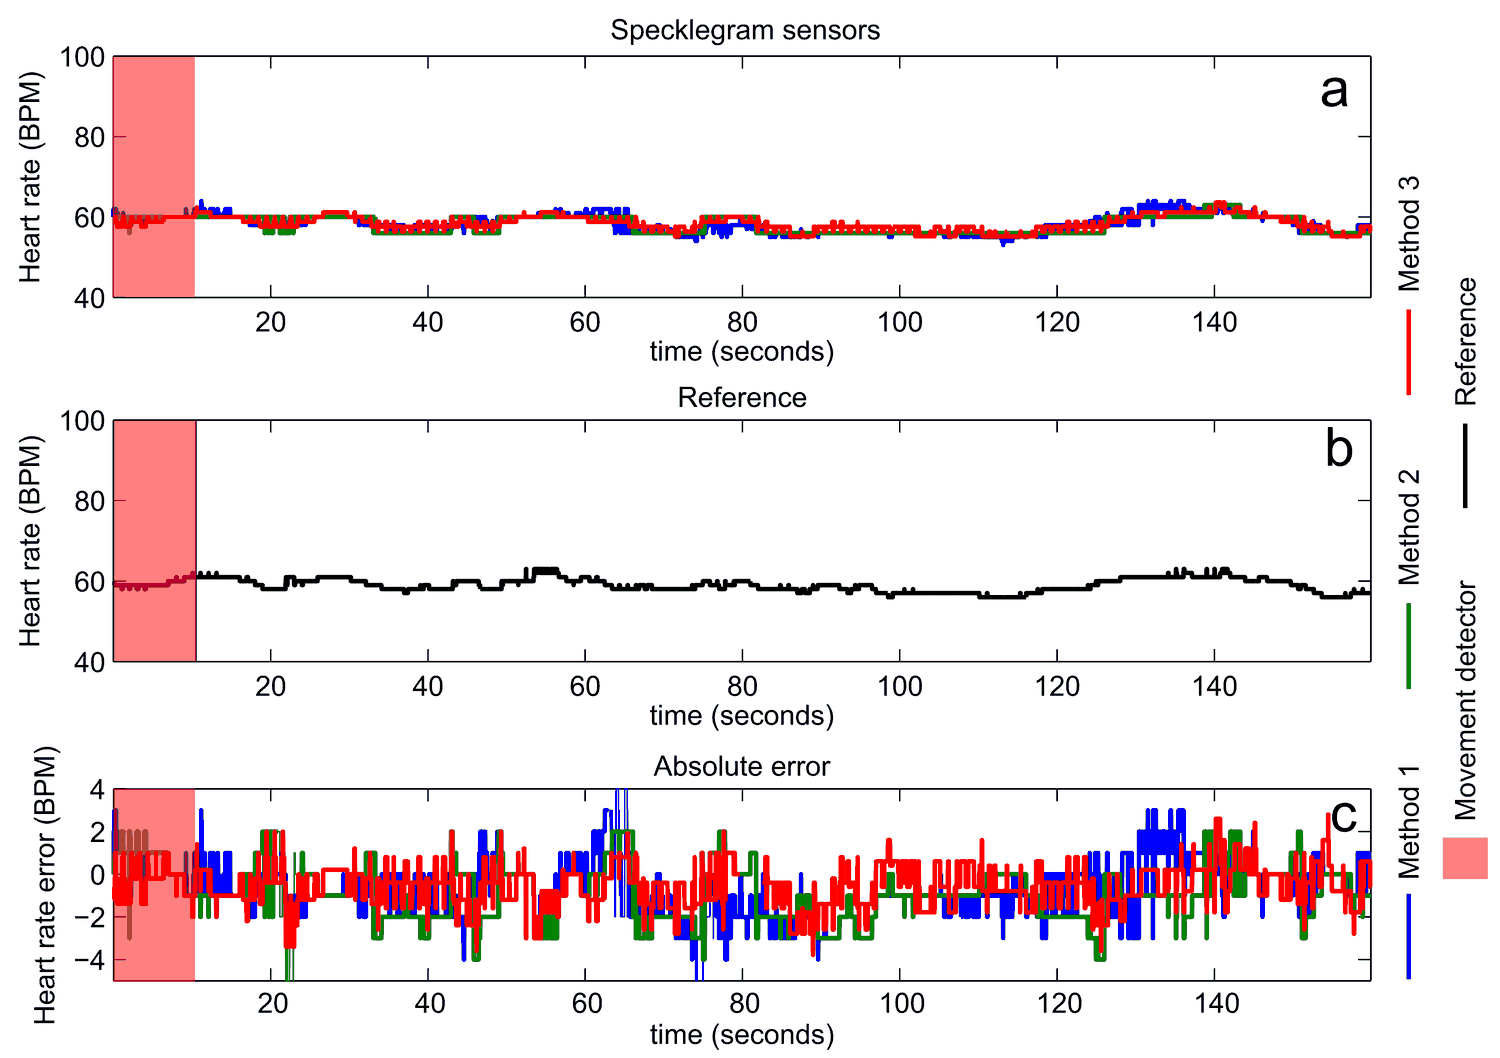 Specklegram sensors
Heart rate (BPM)
100
80
60
40
a
20 40 60 80 100 120 140
time (seconds)
Reference
Heart rate (BPM)
100
80
60
40
b
20 40 60 80 100 120 140
time (seconds)
Absolute error
Heart rate error (BPM)
4
2
0
−2
−4
c
20 40 60 80 100 120 140
time (seconds)
Method 1
Method 2
Method 3
Movement detector
Reference